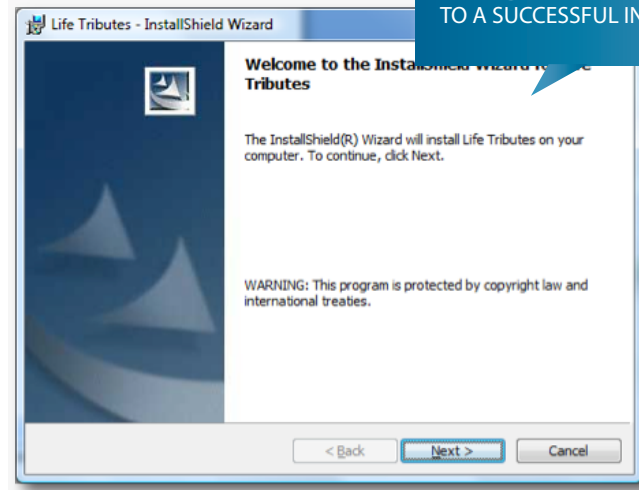 TO A SUCCESSFUL IN
Life Tributes - InstallShield Wizard
Welcome to the
Tributes
The InstallShield(R) Wizard will install Life Tributes on your
computer. To continue, click Next.
WARNING: This program is protected by copyright law and
international treaties.
< Back
Next >
Cancel